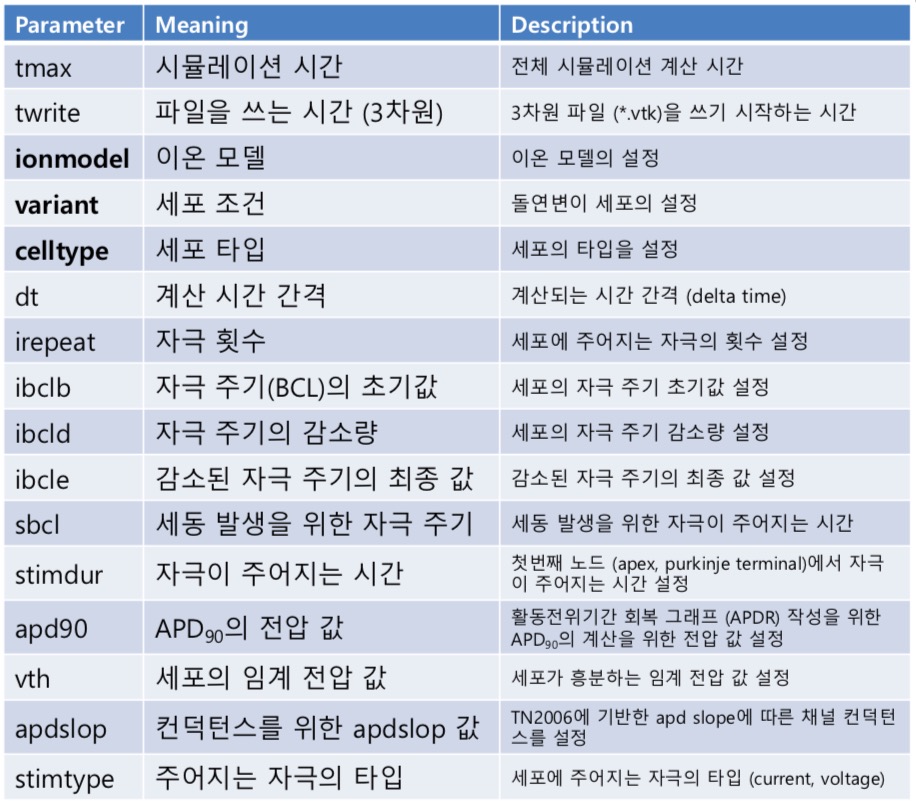 Parameter Meaning Description
tmax 시뮬레이션 시간 전체 시뮬레이션 계산 시간
twrite 파일을 쓰는 시간 (3차원) 3차원 파일 (*.vtk)을 쓰기 시작하는 시간
ionmodel 이온 모델 이온 모델의 설정
variant 세포 조건 돌연변이 세포의 설정
celltype 세포 타입 세포의 타입을 설정
dt 계산 시간 간격 계산되는 시간 간격 (delta time)
irepeat 자극 횟수 세포에 주어지는 자극의 횟수 설정
ibclb 자극 주기(BCL)의 초기값 세포의 자극 주기 초기값 설정
ibcld 자극 주기의 감소량 세포의 자극 주기 감소량 설정
ibcle 감소된 자극 주기의 최종 값 감소된 자극 주기의 최종 값 설정
sbcl 세동 발생을 위한 자극 주기 세동 발생을 위한 자극이 주어지는 시간
stimdur 자극이 주어지는 시간 첫번째 노드 (apex, purkinje terminal)에서 자극
이 주어지는 시간 설정
apd90 APD₉₀의 전압 값 활동전위기간 회복 그래프 (APDR) 작성을 위한
APD₉₀의 계산을 위한 전압 값 설정
vth 세포의 임계 전압 값 세포가 흥분하는 임계 전압 값 설정
apdslop 컨덕턴스를 위한 apdslop 값 TN2006에 기반한 apd slope에 따른 채널 컨덕턴
스를 설정
stimtype 주어지는 자극의 타입 세포에 주어지는 자극의 타입 (current, voltage)